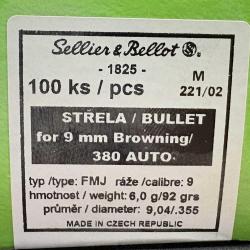 Sellier & Bellot S&B
- 1825 -
100 ks / pcs
M
221/02
STŘELA / BULLET
for 9 mm Browning/
380 AUTO
typ /type: FMJ ráže /calibre: 9
hmotnost / weight: 6,0 g/92 grs
průměr / diameter: 9,04/.355
MADE IN CZECH REPUBLIC